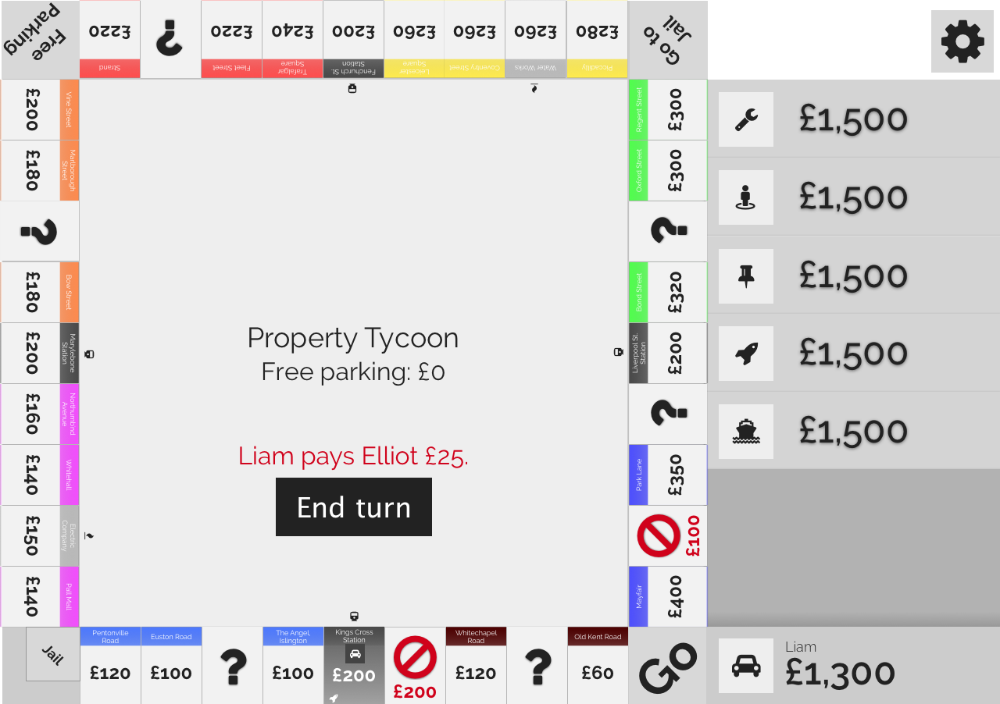 Free
Parking
£220
Strand
?
£220
Fleet Street
£240
Trafalgar
Square
£200
Fenchurch St.
Station
£260
Leicester
Square
£260
Coventry Street
£260
Water Works
£280
Piccadilly
Go to
Jail
£200
Vine Street
£180
Marlborough
Street
?
£180
Bow Street
£200
Marylebone
Station
£160
Northumbnd
Avenue
£140
Whitehall
£150
Electric
Company
£140
Pall Mall
Property Tycoon
Free parking: £0
Liam pays Elliot £25.
End turn
Regent Street
£300
Oxford Street
£300
?
Bond Street
£320
Liverpool St.
Station
£200
?
Park Lane
£350
£100
Mayfair
£400
Jail
Pentonville
Road
£120
Euston Road
£100
?
The Angel,
Islington
£100
Kings Cross
Station
£200
£200
Whitechapel
Road
£120
?
Old Kent Road
£60
Go
£1,500
£1,500
£1,500
£1,500
£1,500
Liam
£1,300